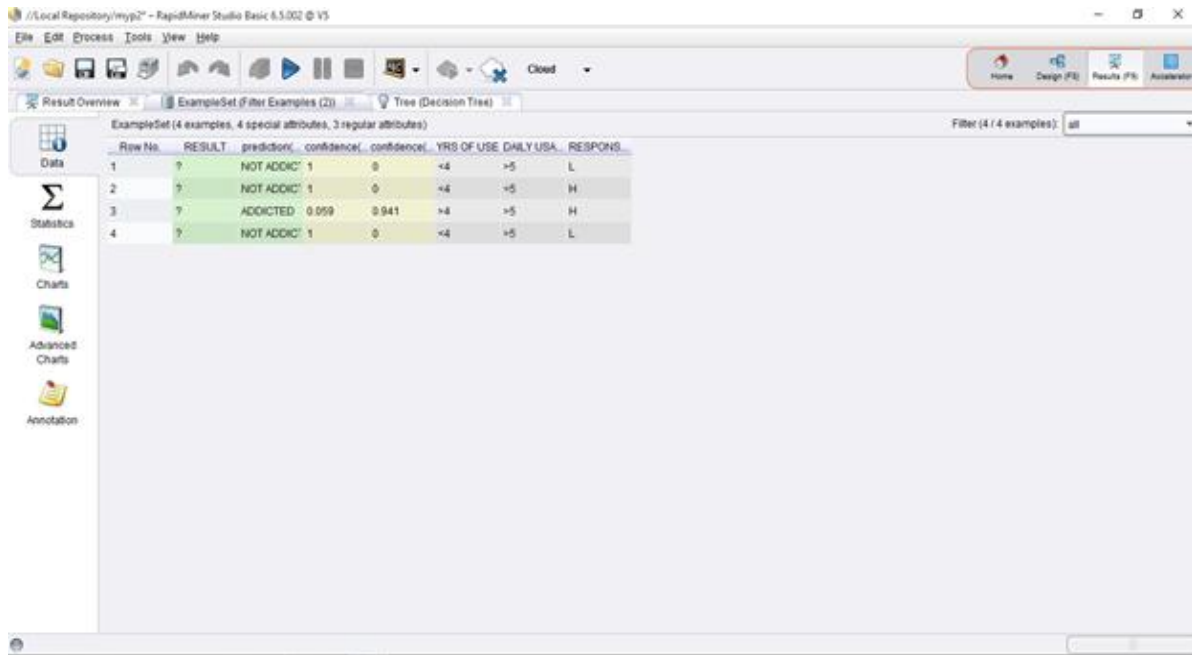 //Local Repository/myp2* – RapidMiner Studio Basic 6.5.002 @ V5
File Edit Process Tools View Help
Cloud
Home Design (F8) Results (F9) Accelerator
Result Overview ExampleSet (Filter Examples (2)) Tree (Decision Tree)
ExampleSet (4 examples, 4 special attributes, 3 regular attributes) Filter (4 / 4 examples): all
Row No. RESULT prediction(... confidence(... confidence(... YRS OF USE DAILY USA... RESPONS...
1 ? NOT ADDIC 1 0 <4 >5 L
2 ? NOT ADDIC 1 0 <4 H
3 ? ADDICTED 0.059 0.941 >4 >5 H
4 ? NOT ADDIC 1 0 <4 L
Data
Statistics
Charts
Advanced
Charts
Annotation